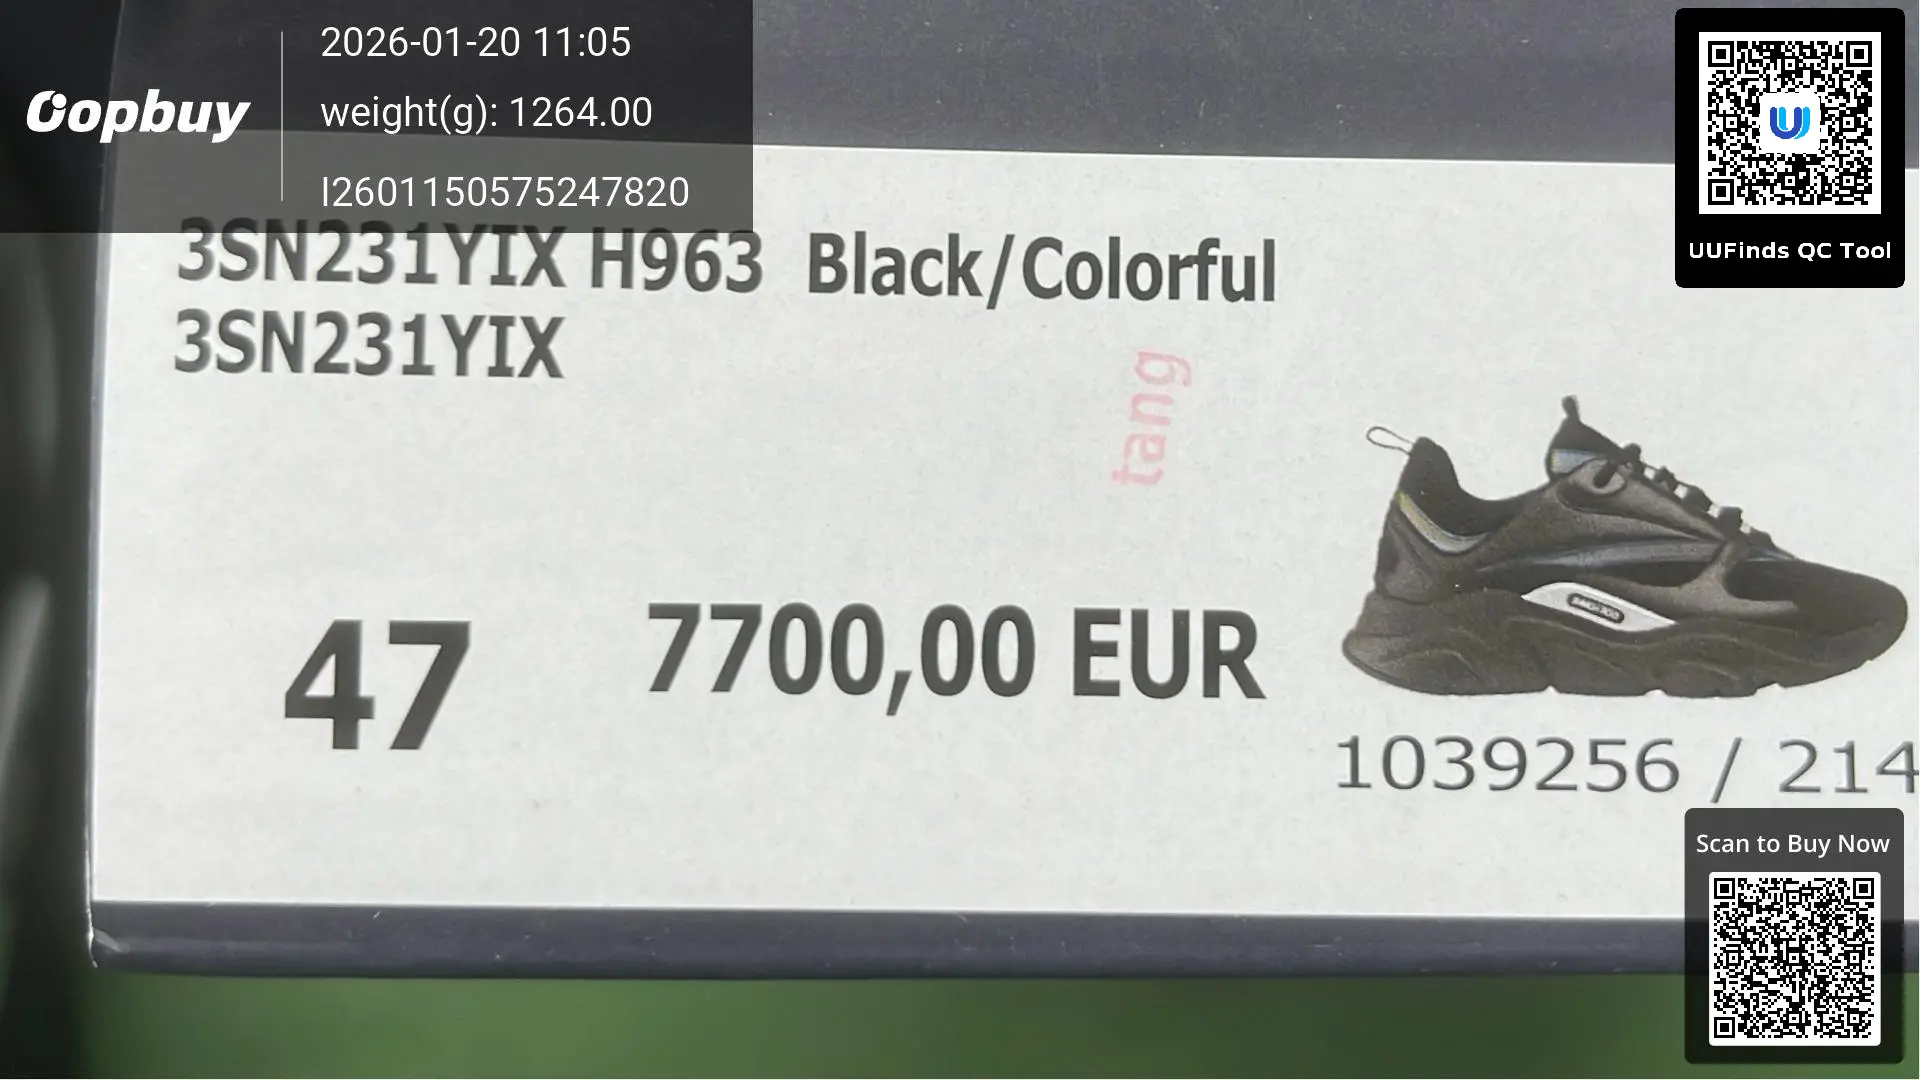 Oopbuy
2026-01-20 11:05
weight(g): 1264.00
I2601150575247820
UUFinds QC Tool
3SN231YIX H963 Black/Colorful
3SN231YIX
tang
47
7700,00 EUR
1039256 / 214
Scan to Buy Now